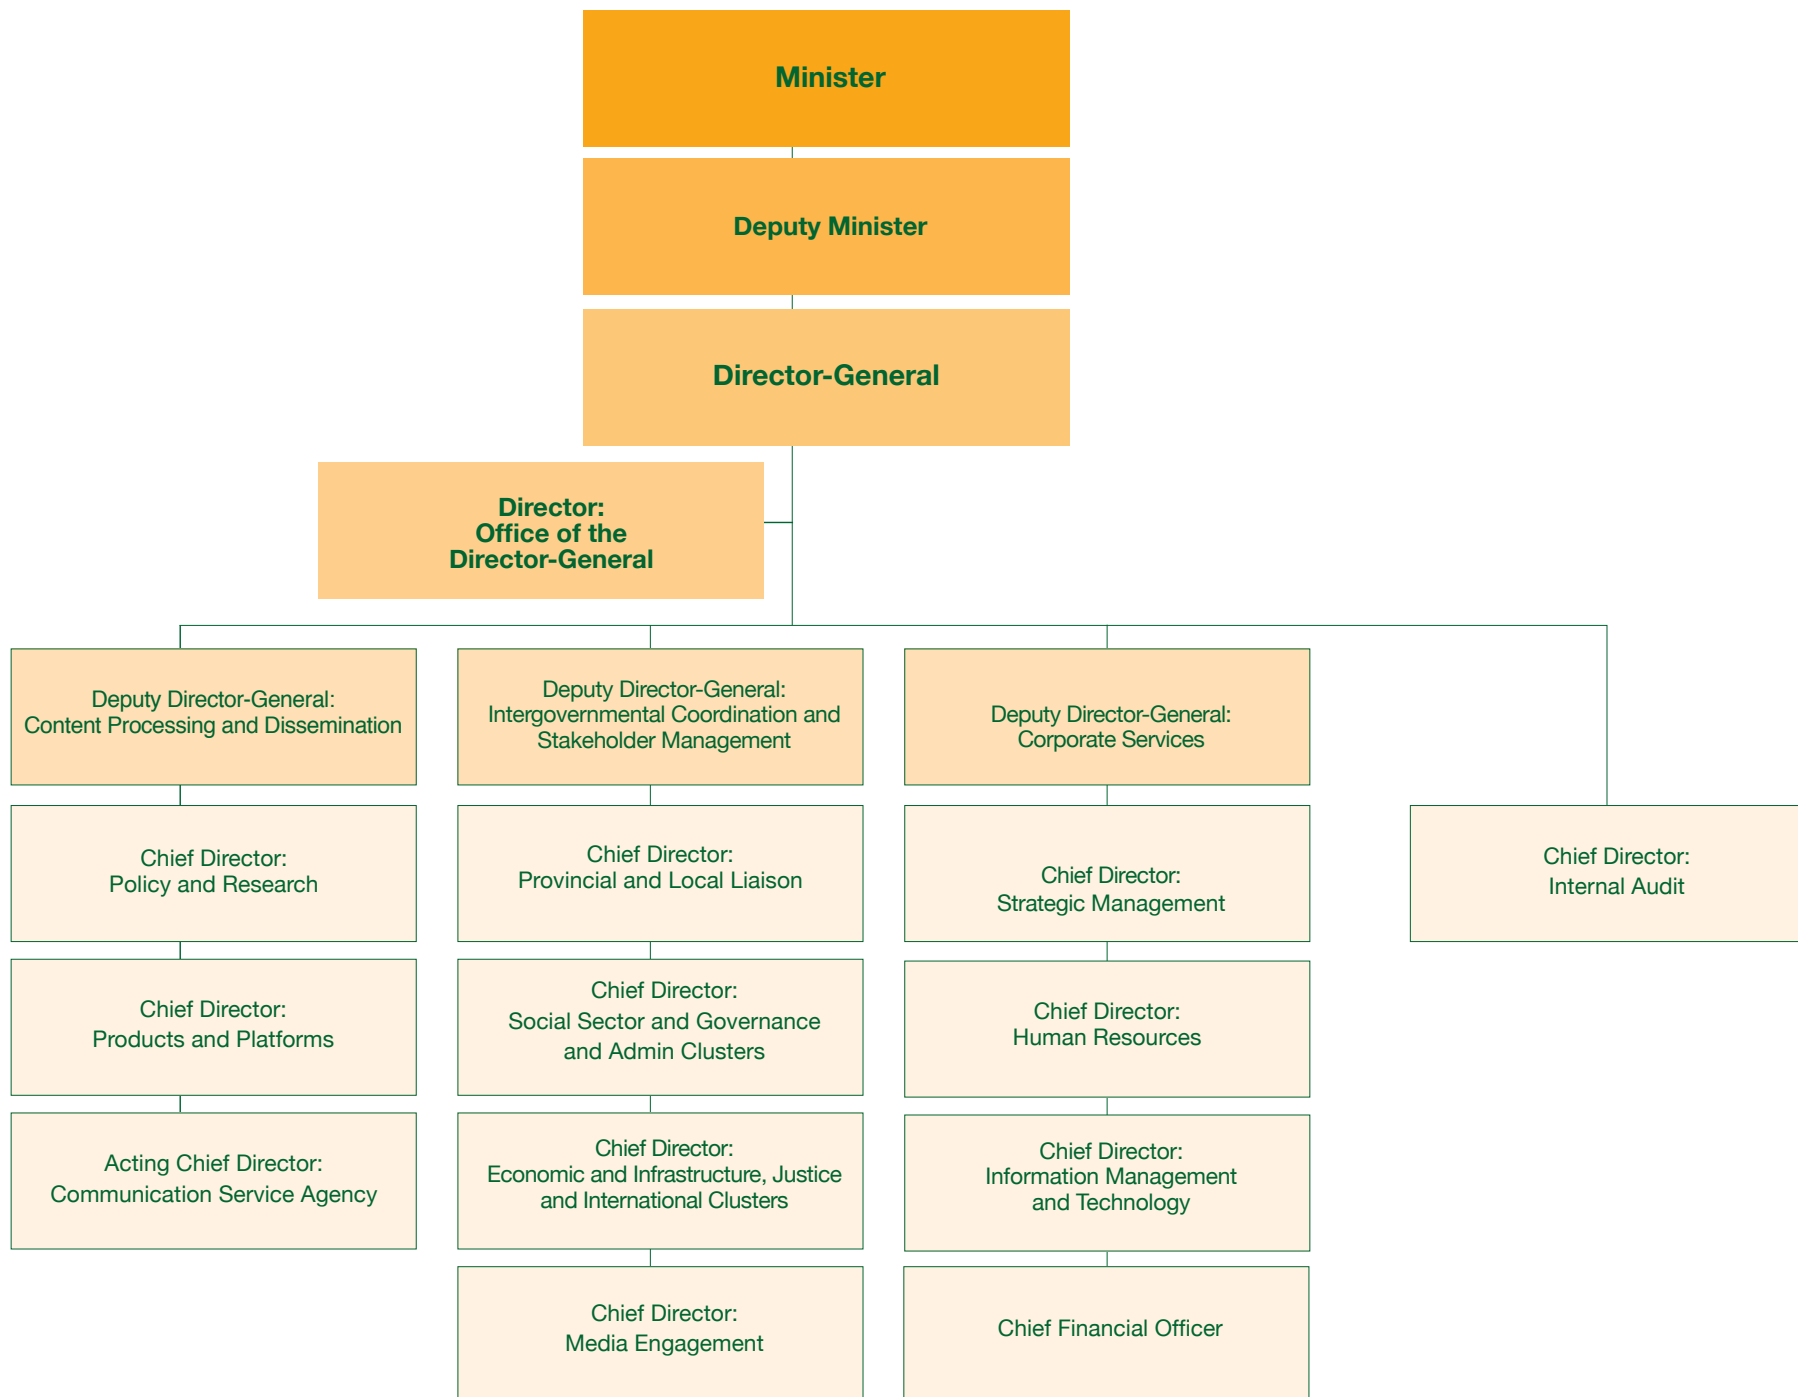 Minister
Deputy Minister
Director-General
Director:
Office of the
Director-General
Deputy Director-General:
Content Processing and Dissemination
Deputy Director-General:
Intergovernmental Coordination and
Stakeholder Management
Deputy Director-General:
Corporate Services
Chief Director:
Policy and Research
Chief Director:
Provincial and Local Liaison
Chief Director:
Strategic Management
Chief Director:
Internal Audit
Chief Director:
Products and Platforms
Chief Director:
Social Sector and Governance
and Admin Clusters
Chief Director:
Human Resources
Acting Chief Director:
Communication Service Agency
Chief Director:
Economic and Infrastructure, Justice
and International Clusters
Chief Director:
Information Management
and Technology
Chief Director:
Media Engagement
Chief Financial Officer